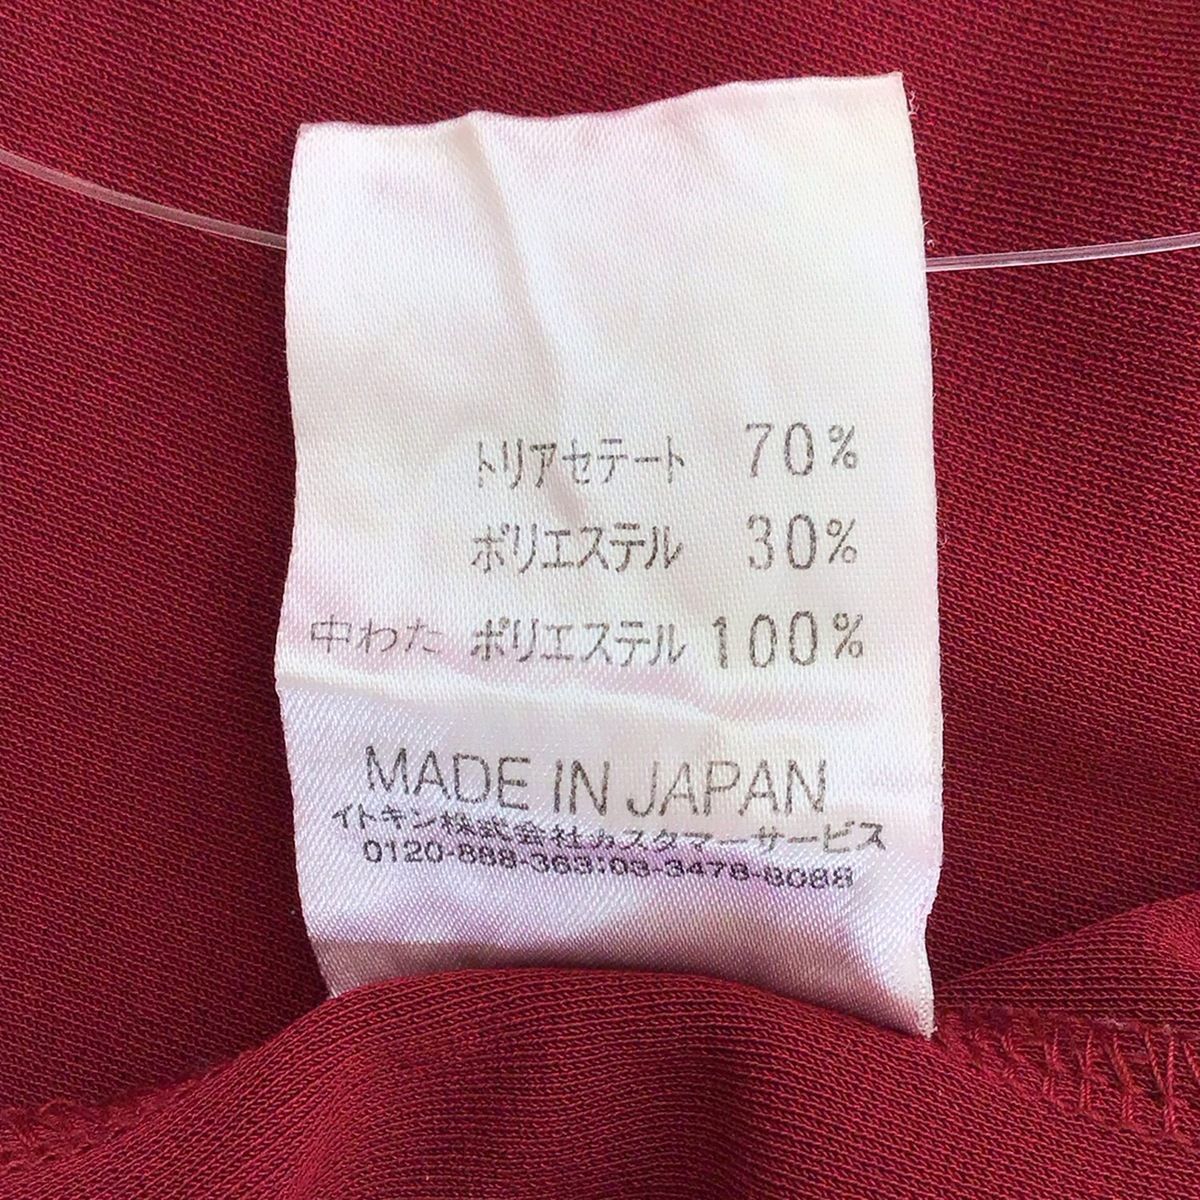 トリアセテート 70%
ポリエステル 30%
中わた ポリエステル 100%
MADE IN JAPAN
イトキン株式会社カスタマーサービス
0120-888-363:03-3478-8088